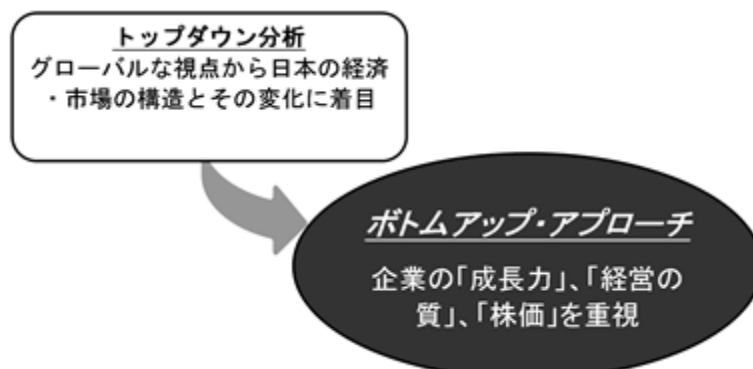 トップダウン分析
グローバルな視点から日本の経済
・市場の構造とその変化に着目
ボトムアップ・アプローチ
企業の「成長力」、「経営の
質」、「株価」を重視